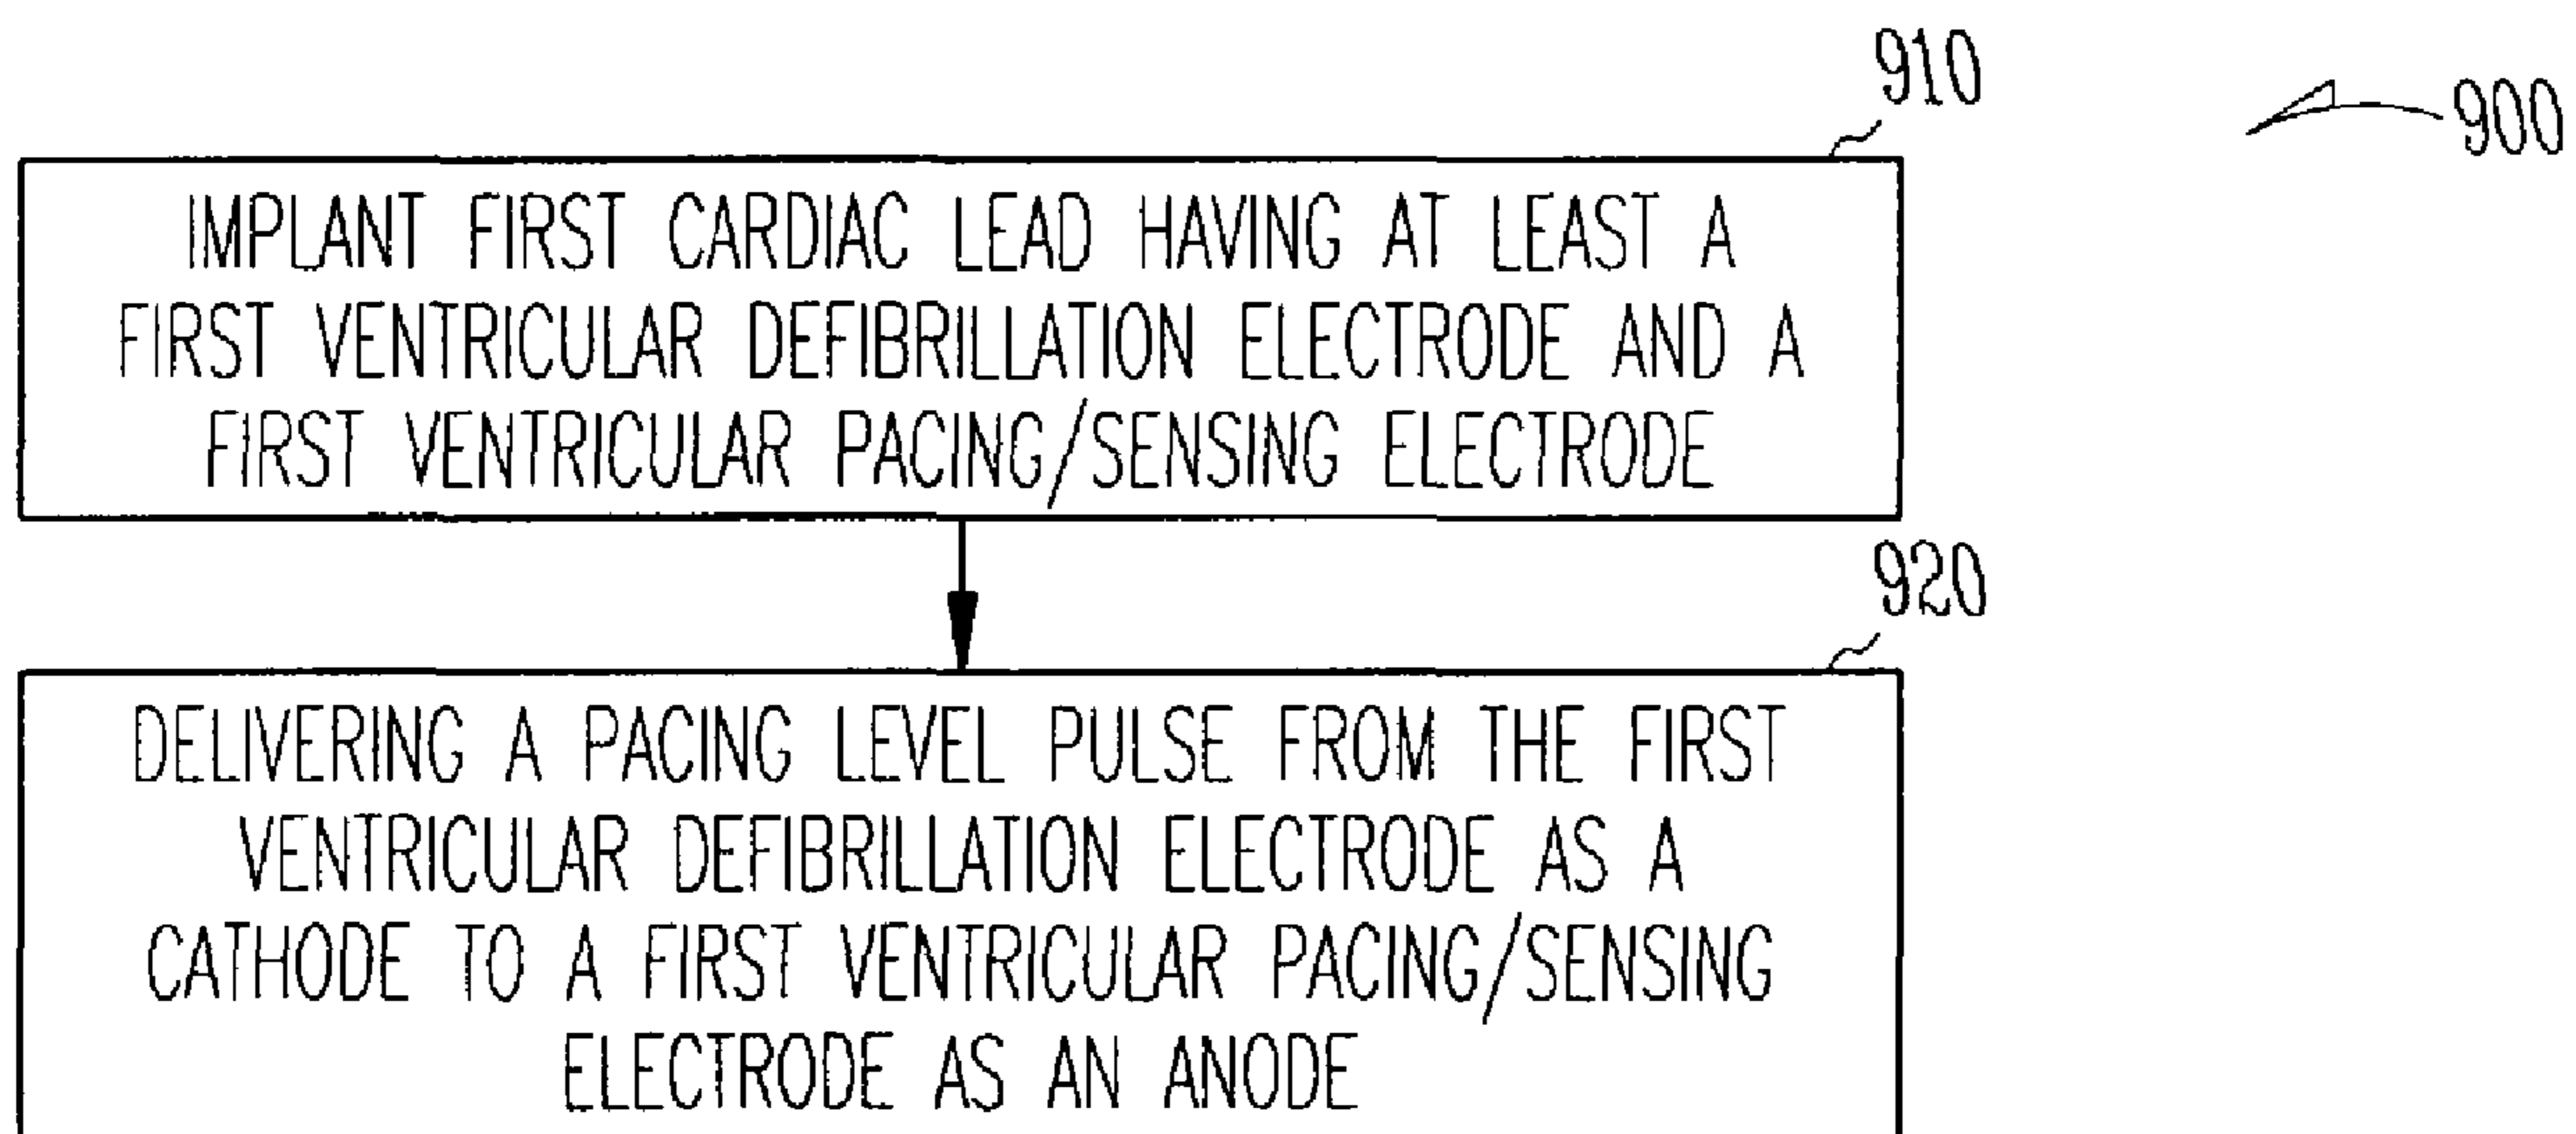 910
900
IMPLANT FIRST CARDIAC LEAD HAVING AT LEAST A
FIRST VENTRICULAR DEFIBRILLATION ELECTRODE AND A
FIRST VENTRICULAR PACING/SENSING ELECTRODE
920
DELIVERING A PACING LEVEL PULSE FROM THE FIRST
VENTRICULAR DEFIBRILLATION ELECTRODE AS A
CATHODE TO A FIRST VENTRICULAR PACING/SENSING
ELECTRODE AS AN ANODE